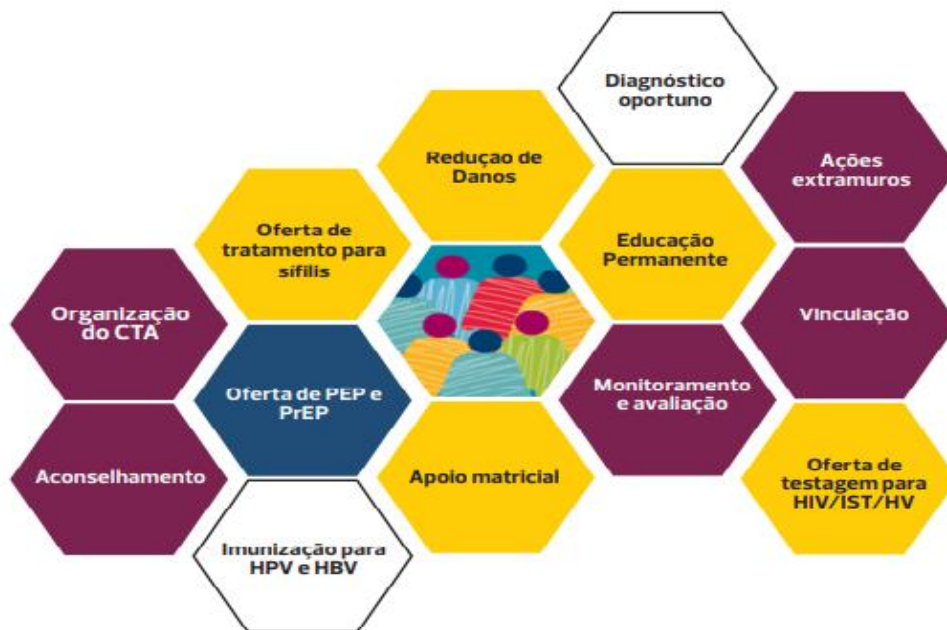 Diagnóstico
oportuno
Redução de
Danos
Ações
extramuros
Oferta de
tratamento para
sífilis
Educação
Permanente
Organização
do CTA
Vinculação
Oferta de PEP e
PrEP
Monitoramento
e avaliação
Aconselhamento
Apoio matricial
Oferta de
testagem para
HIV/IST/HV
Imunização para
HPV e HBV